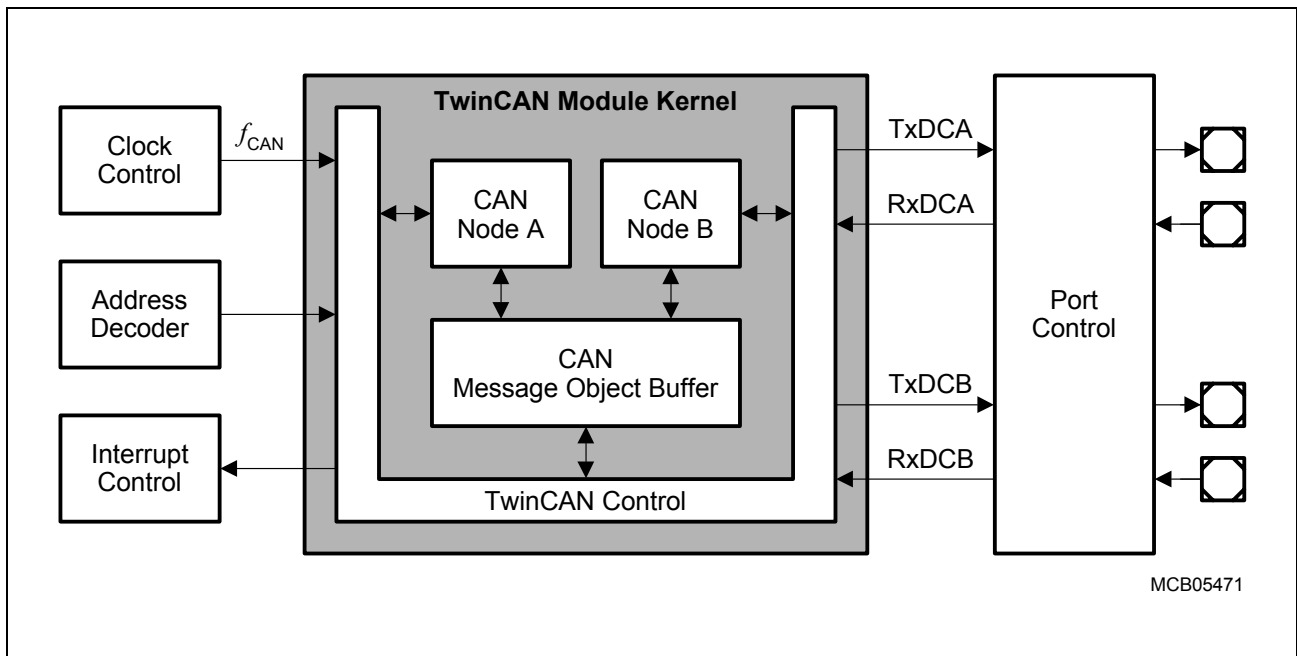 TwinCAN Module Kernel
Clock
Control
f CAN
Address
Decoder
Interrupt
Control
CAN
Node A
CAN
Node B
CAN
Message Object Buffer
TwinCAN Control
TxDCA
RxDCA
TxDCB
RxDCB
Port
Control
MCB05471